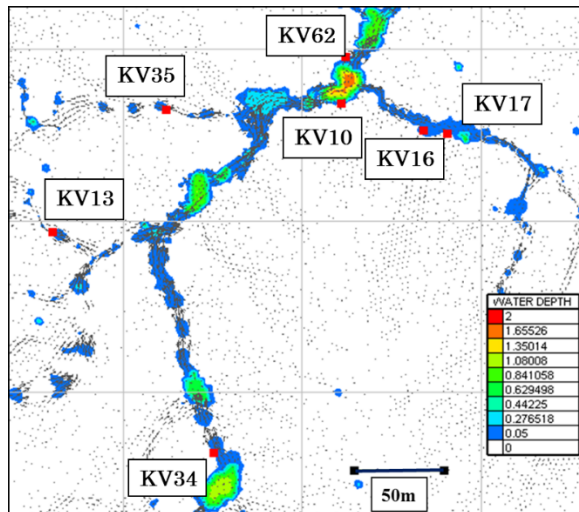 KV62
KV35
KV17
KV10
KV16
KV13
WATER DEPTH
2
1.65526
1.35014
1.08008
0.841058
0.629498
0.44225
0.276518
0.05
0
KV34
50m